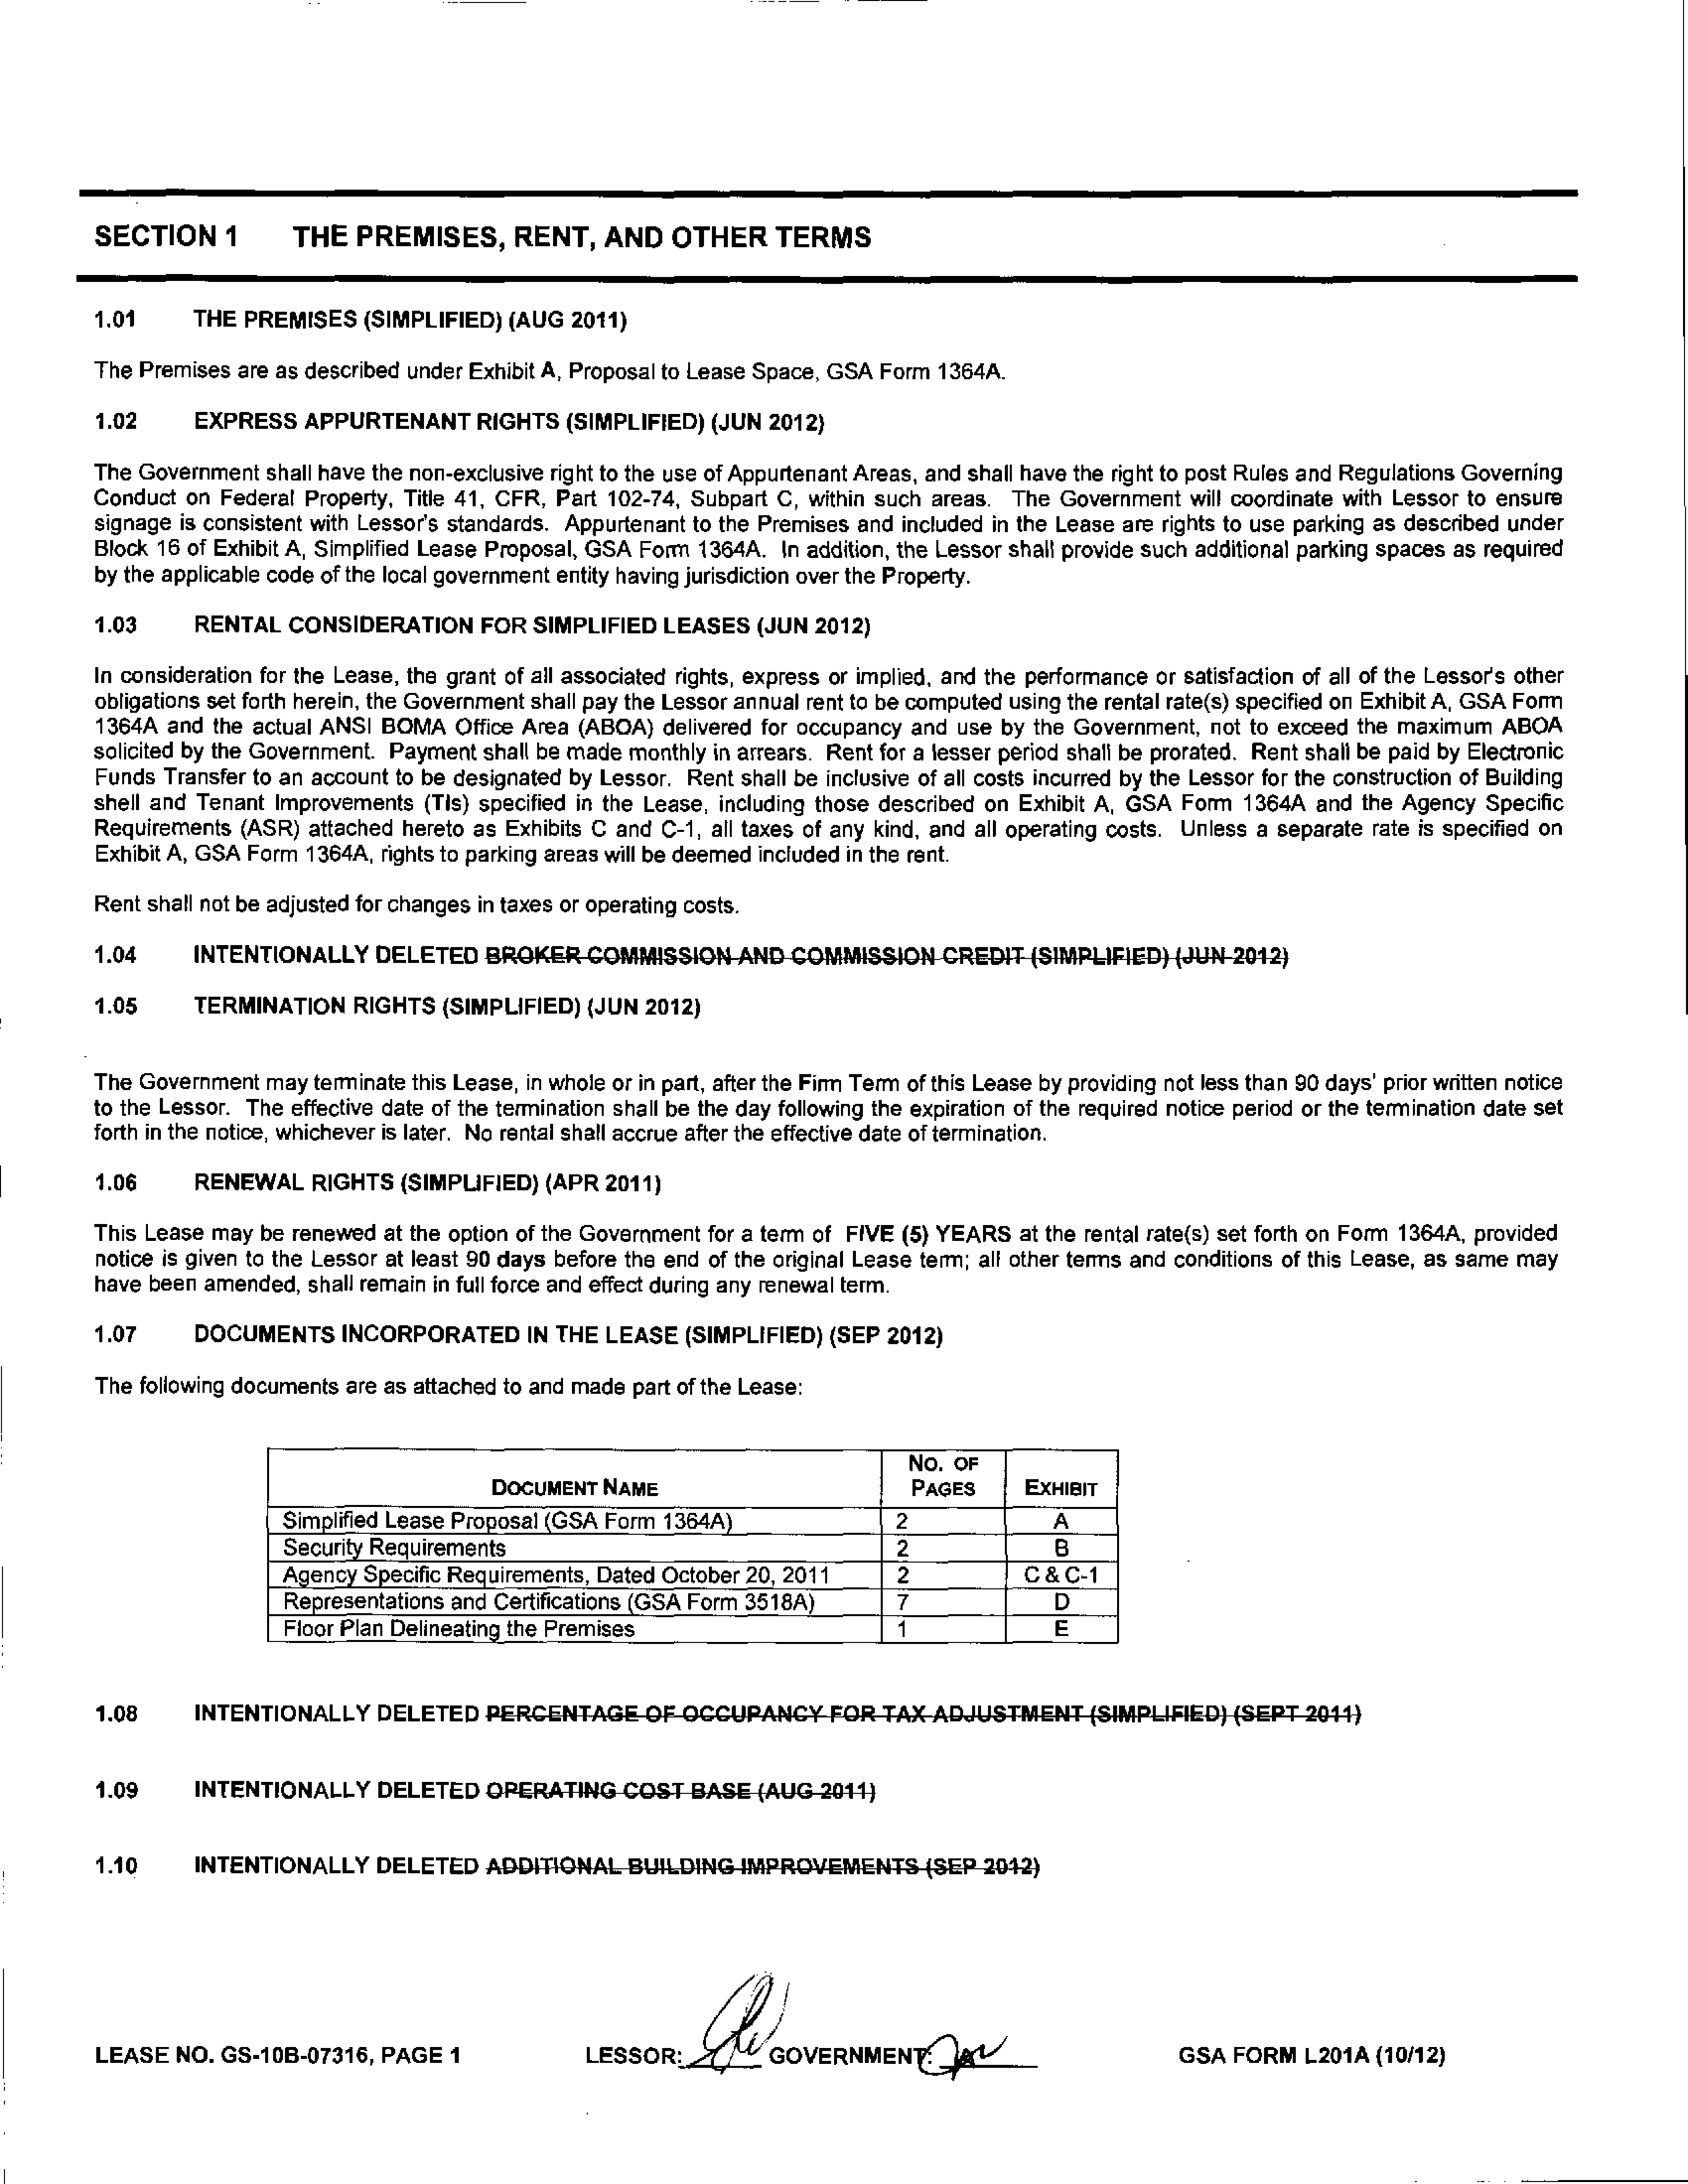 SECTION 1 THE PREMISES, RENT, AND OTHER TERMS
1.01 THE PREMISES (SIMPLIFIED) (AUG 2011)
The Premises are as described under Exhibit A, Proposal to Lease Space, GSA Form 1364A.
1.02 EXPRESS APPURTENANT RIGHTS (SIMPLIFIED) (JUN 2012)
The Government shall have the non-exclusive right to the use of Appurtenant Areas, and shall have the right to post Rules and Regulations Governing
Conduct on Federal Property, Title 41, CFR, Part 102-74, Subpart C, within such areas. The Government will coordinate with Lessor to ensure
signage is consistent with Lessor's standards. Appurtenant to the Premises and included in the Lease are rights to use parking as described under
Block 16 of Exhibit A, Simplified Lease Proposal, GSA Form 1364A. In addition, the Lessor shall provide such additional parking spaces as required
by the applicable code of the local government entity having jurisdiction over the Property.
1.03 RENTAL CONSIDERATION FOR SIMPLIFIED LEASES (JUN 2012)
In consideration for the Lease, the grant of all associated rights, express or implied, and the performance or satisfaction of all of the Lessor's other
obligations set forth herein, the Government shall pay the Lessor annual rent to be computed using the rental rate(s) specified on Exhibit A, GSA Form
1364A and the actual ANSI BOMA Office Area (ABOA) delivered for occupancy and use by the Government, not to exceed the maximum ABOA
solicited by the Government. Payment shall be made monthly in arrears. Rent for a lesser period shall be prorated. Rent shall be paid by Electronic
Funds Transfer to an account to be designated by Lessor. Rent shall be inclusive of all costs incurred by the Lessor for the construction of Building
shell and Tenant Improvements (TIs) specified in the Lease, including those described on Exhibit A, GSA Form 1364A and the Agency Specific
Requirements (ASR) attached hereto as Exhibits C and C-1, all taxes of any kind, and all operating costs. Unless a separate rate is specified on
Exhibit A, GSA Form 1364A, rights to parking areas will be deemed included in the rent.
Rent shall not be adjusted for changes in taxes or operating costs.
1.04 INTENTIONALLY DELETED BROKER COMMISSION AND COMMISSION CREDIT (SIMPLIFIED) (JUN 2012)
1.05 TERMINATION RIGHTS (SIMPLIFIED) (JUN 2012)
The Government may terminate this Lease, in whole or in part, after the Firm Term of this Lease by providing not less than 90 days' prior written notice
to the Lessor. The effective date of the termination shall be the day following the expiration of the required notice period or the termination date set
forth in the notice, whichever is later. No rental shall accrue after the effective date of termination.
1.06 RENEWAL RIGHTS (SIMPLIFIED) (APR 2011)
This Lease may be renewed at the option of the Government for a term of FIVE (5) YEARS at the rental rate(s) set forth on Form 1364A, provided
notice is given to the Lessor at least 90 days before the end of the original Lease term; all other terms and conditions of this Lease, as same may
have been amended, shall remain in full force and effect during any renewal term.
1.07 DOCUMENTS INCORPORATED IN THE LEASE (SIMPLIFIED) (SEP 2012)
The following documents are as attached to and made part of the Lease:
DOCUMENT NAME NO. OF PAGES EXHIBIT
Simplified Lease Proposal (GSA Form 1364A) 2 A
Security Requirements 2 B
Agency Specific Requirements, Dated October 20, 2011 2 C & C-1
Representations and Certifications (GSA Form 3518A) 7 D
Floor Plan Delineating the Premises 1 E
1.08 INTENTIONALLY DELETED PERCENTAGE OF OCCUPANCY FOR TAX ADJUSTMENT (SIMPLIFIED) (SEPT 2011)
1.09 INTENTIONALLY DELETED OPERATING COST BASE (AUG 2011)
1.10 INTENTIONALLY DELETED ADDITIONAL BUILDING IMPROVEMENTS (SEP 2012)
LEASE NO. GS-10B-07316, PAGE 1 LESSOR: GOVERNMENT: GSA FORM L201A (10/12)